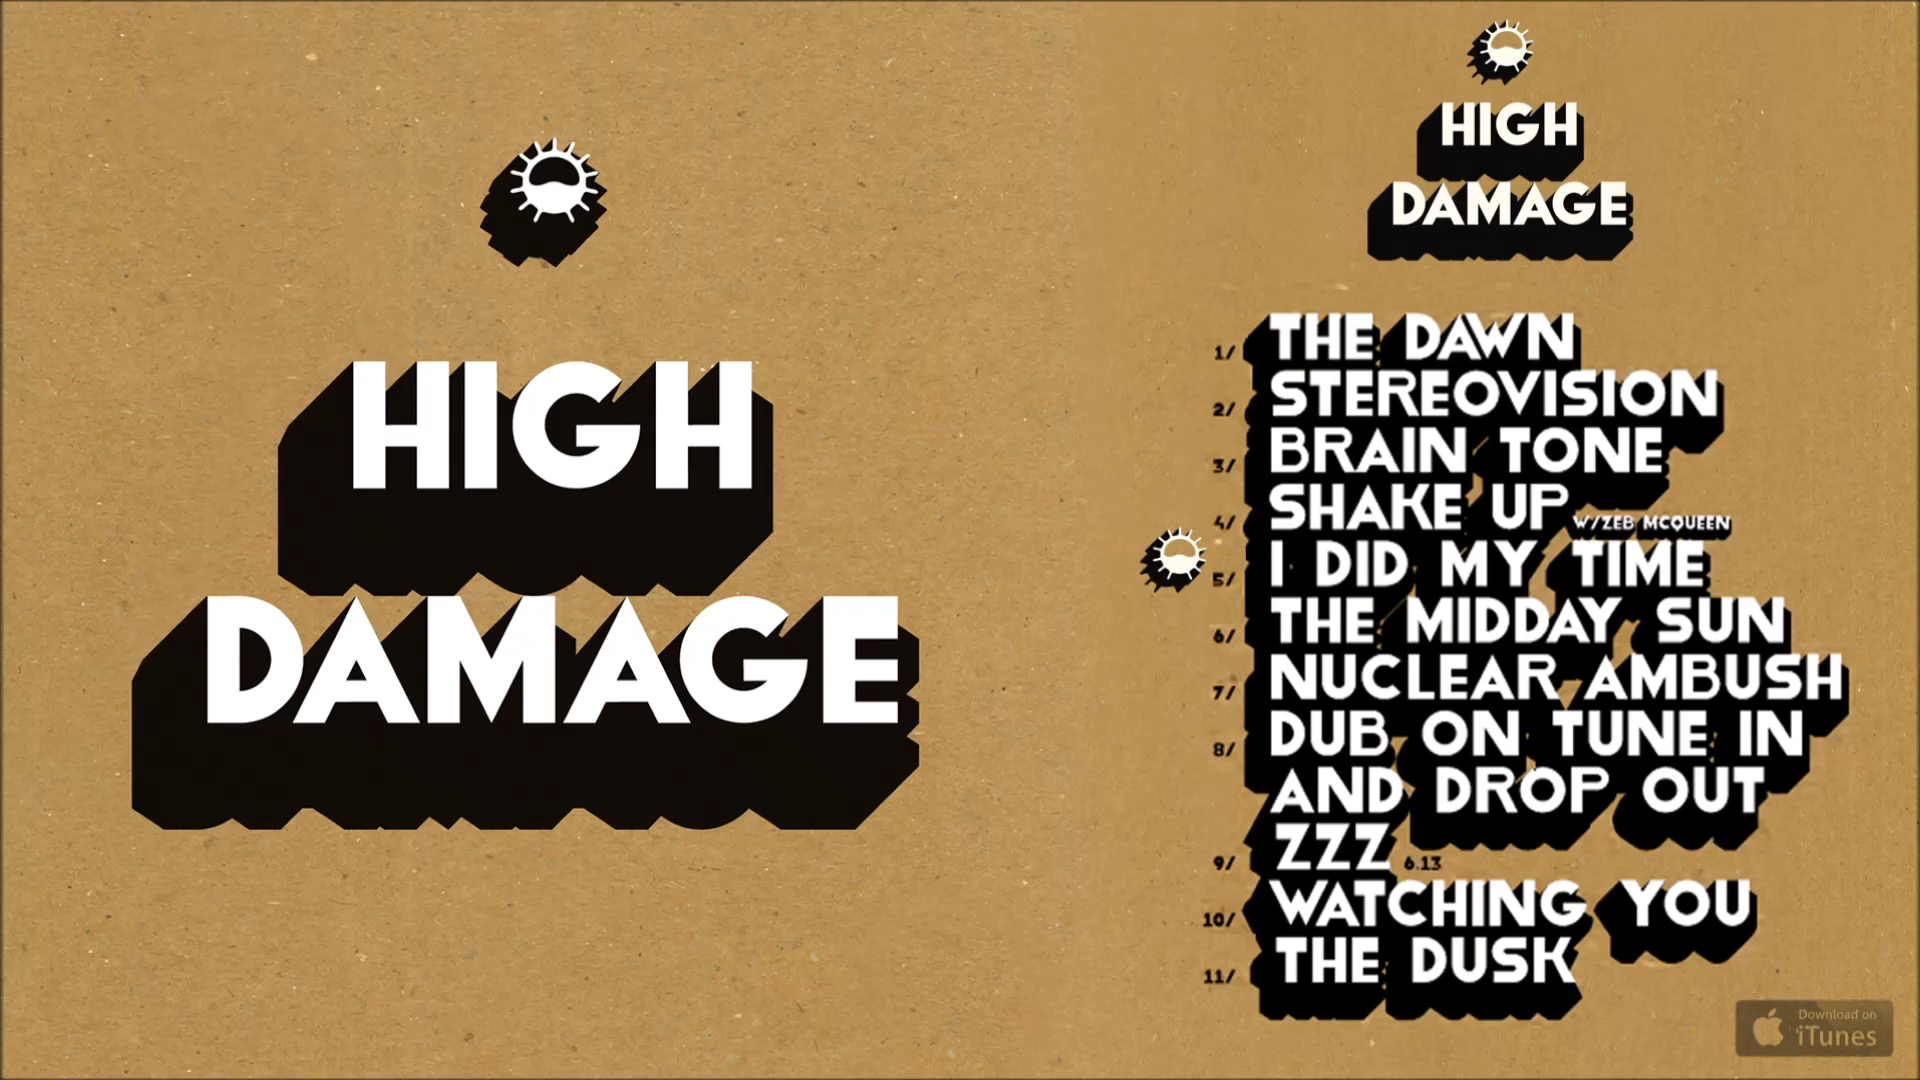 HIGH
DAMAGE
HIGH
DAMAGE
1/ THE DAWN
2/ STEREOVISION
3/ BRAIN TONE
4/ SHAKE UP W/ZEB MCQUEEN
5/ I DID MY TIME
6/ THE MIDDAY SUN
7/ NUCLEAR AMBUSH
8/ DUB ON TUNE IN
AND DROP OUT
9/ ZZZ 6.13
10/ WATCHING YOU
11/ THE DUSK
Download on
iTunes